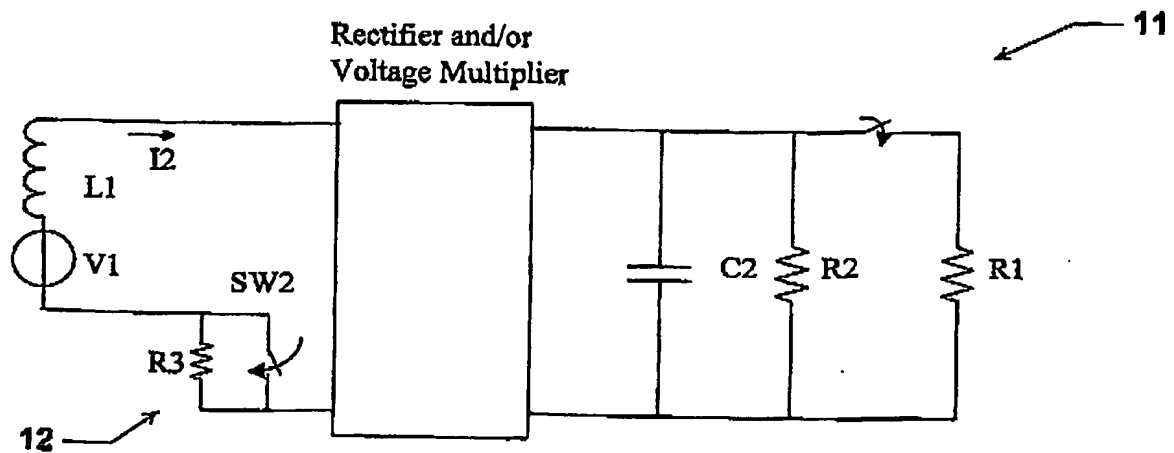 Rectifier and/or
Voltage Multiplier
11
I2
L1
V1
SW2
R3
12
C2
R2
R1